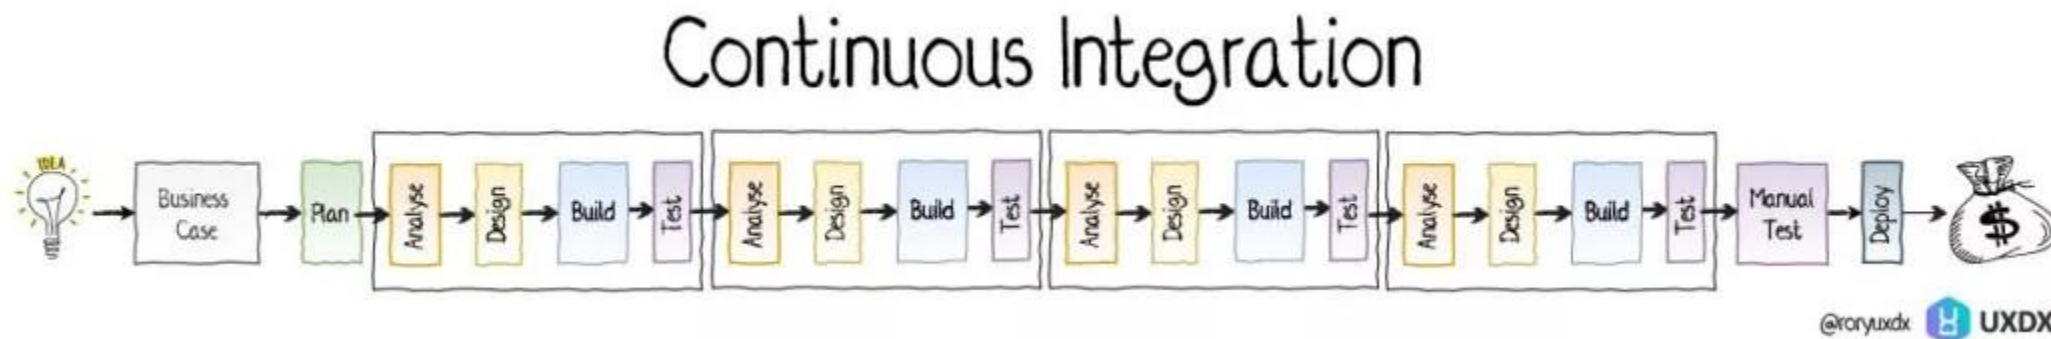 Continuous Integration
IDEA
Business
Case
Plan
Analyse
Design
Build
Test
Analyse
Design
Build
Test
Analyse
Design
Build
Test
Analyse
Design
Build
Test
Manual
Test
Deploy
$
@roryuxdx
UXDX